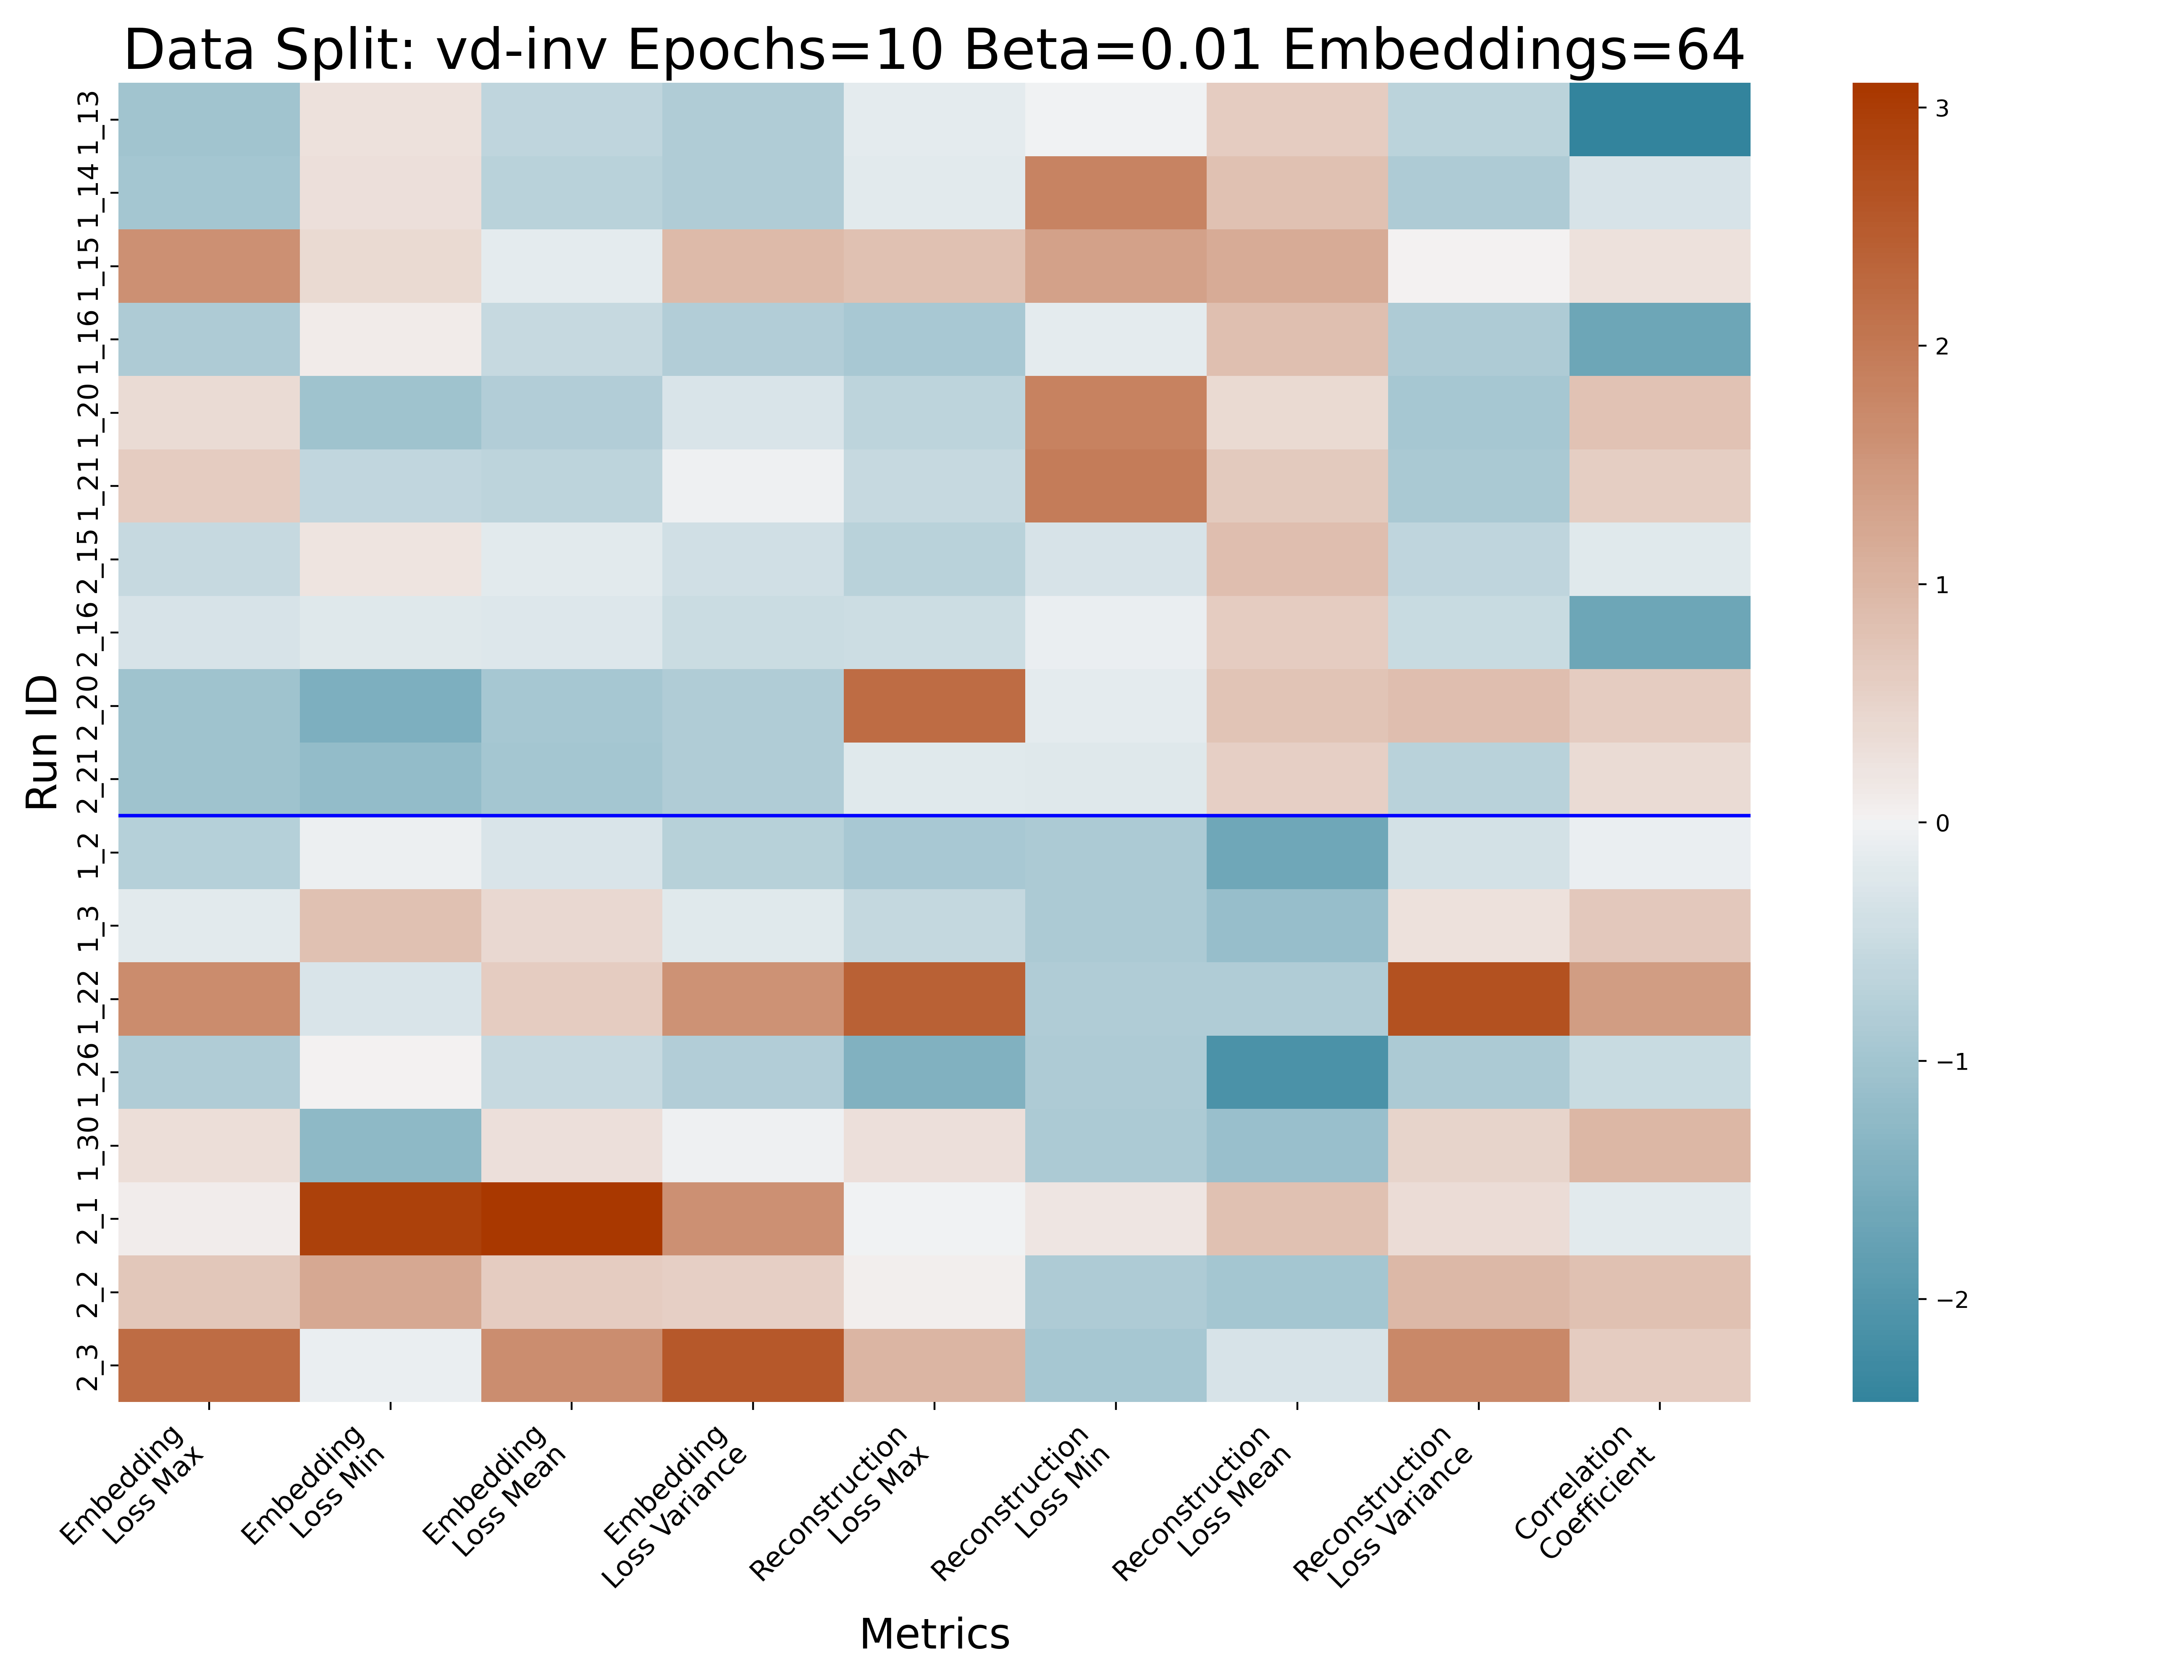 Data Split: vd-inv Epochs=10 Beta=0.01 Embeddings=64
Run ID
1_13
1_14
1_15
1_16
1_20
1_21
2_15
2_16
2_20
2_21
1_2
1_3
1_22
1_26
1_30
2_1
2_2
2_3
3
2
1
0
−1
−2
Embedding
Loss Max
Embedding
Loss Min
Embedding
Loss Mean
Embedding
Loss Variance
Reconstruction
Loss Max
Reconstruction
Loss Min
Reconstruction
Loss Mean
Reconstruction
Loss Variance
Correlation
Coefficient
Metrics